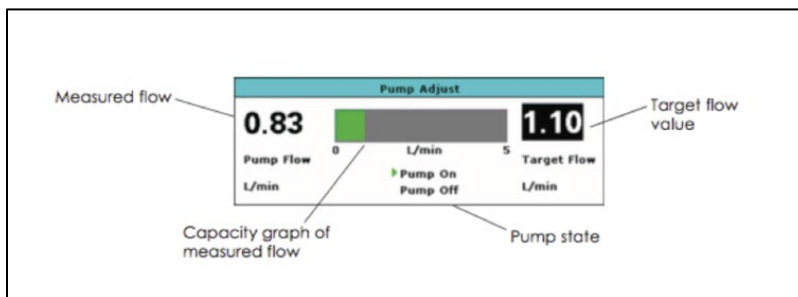 Pump Adjust
Measured flow
0.83
1.10
Target flow
value
0
L/min
5
Pump Flow
Target Flow
Pump On
L/min
Pump Off
L/min
Capacity graph of
measured flow
Pump state